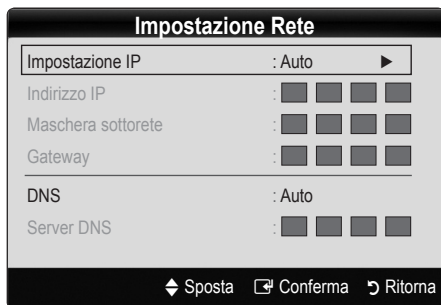 Impostazione Rete
Impostazione IP : Auto ►
Indirizzo IP :
Maschera sottorete :
Gateway :
DNS : Auto
Server DNS :
Sposta Conferma Ritorna